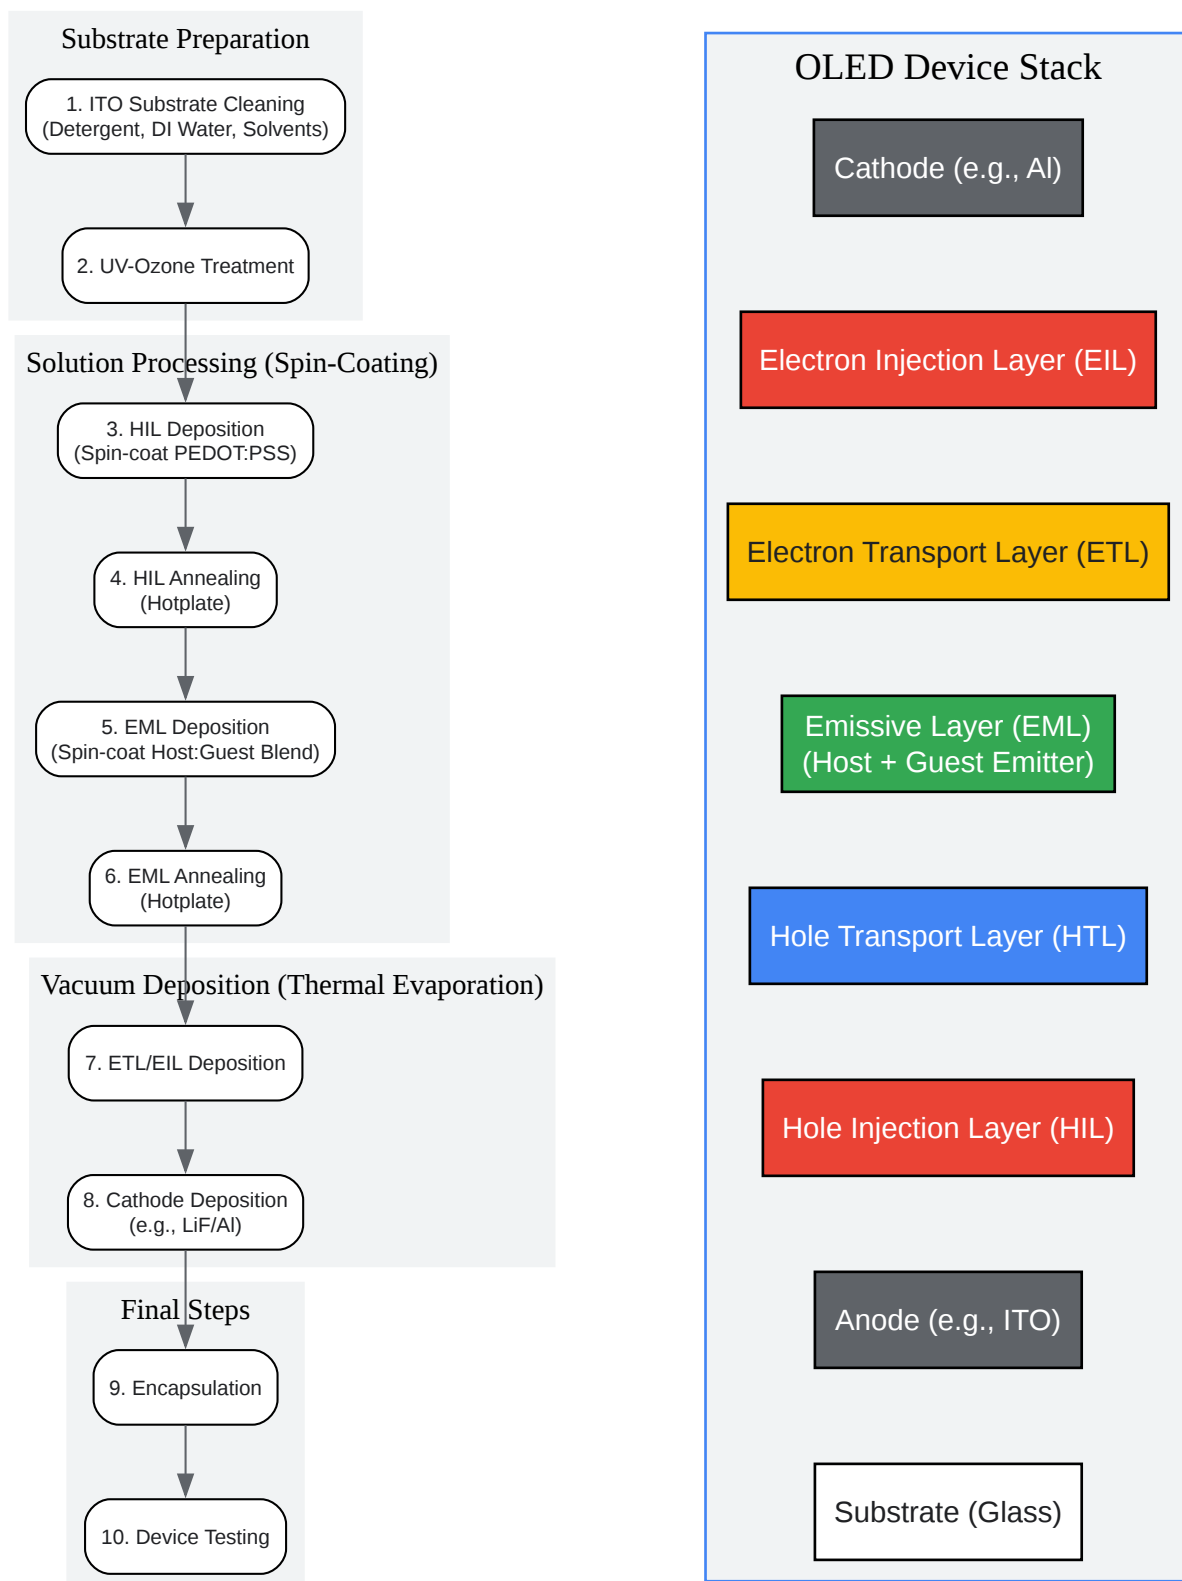 Substrate Preparation
1. ITO Substrate Cleaning
(Detergent, DI Water, Solvents)
2. UV-Ozone Treatment
Solution Processing (Spin-Coating)
3. HIL Deposition
(Spin-coat PEDOT:PSS)
4. HIL Annealing
(Hotplate)
5. EML Deposition
(Spin-coat Host:Guest Blend)
6. EML Annealing
(Hotplate)
Vacuum Deposition (Thermal Evaporation)
7. ETL/EIL Deposition
8. Cathode Deposition
(e.g., LiF/Al)
Final Steps
9. Encapsulation
10. Device Testing
OLED Device Stack
Cathode (e.g., Al)
Electron Injection Layer (EIL)
Electron Transport Layer (ETL)
Emissive Layer (EML)
(Host + Guest Emitter)
Hole Transport Layer (HTL)
Hole Injection Layer (HIL)
Anode (e.g., ITO)
Substrate (Glass)